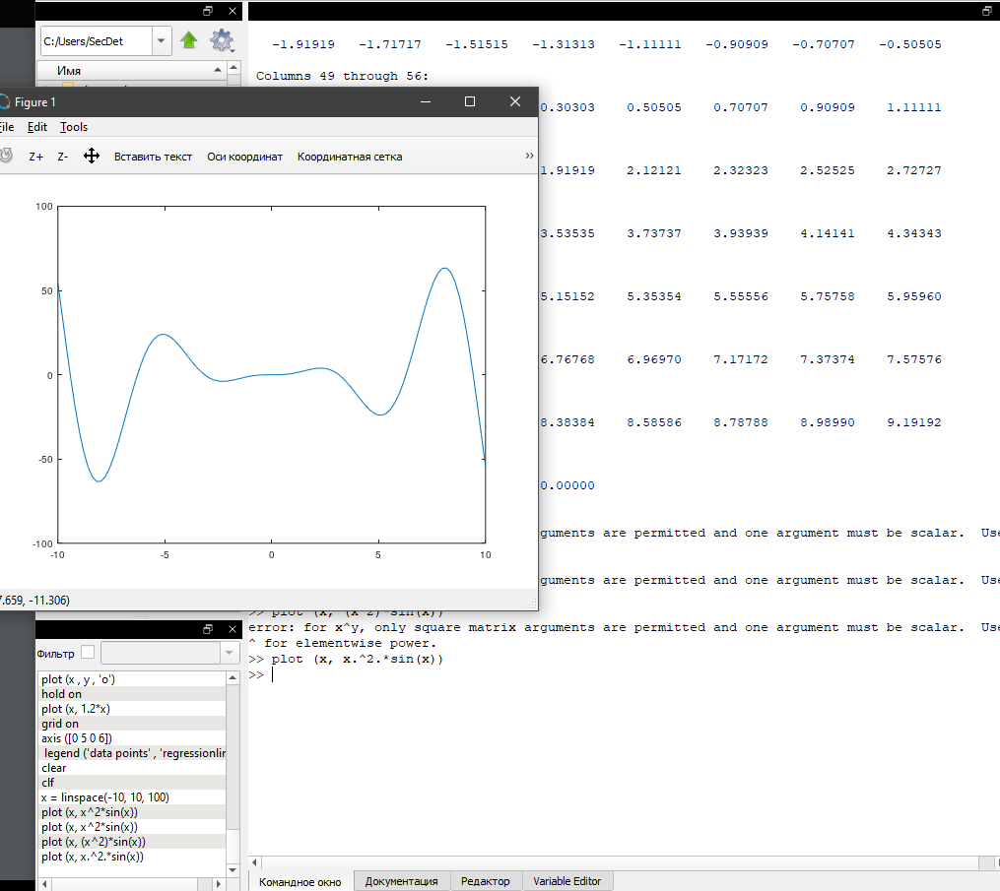 C:/Users/SecDet
Имя
-1.91919 -1.71717 -1.51515 -1.31313 -1.11111 -0.90909 -0.70707 -0.50505
Columns 49 through 56:
0.30303 0.50505 0.70707 0.90909 1.11111
1.91919 2.12121 2.32323 2.52525 2.72727
3.53535 3.73737 3.93939 4.14141 4.34343
5.15152 5.35354 5.55556 5.75758 5.95960
6.76768 6.96970 7.17172 7.37374 7.57576
8.38384 8.58586 8.78788 8.98990 9.19192
0.00000
guments are permitted and one argument must be scalar. Use
guments are permitted and one argument must be scalar. Use
>> plot (x, (x^2)*sin(x))
error: for x^y, only square matrix arguments are permitted and one argument must be scalar. Use
^ for elementwise power.
>> plot (x, x.^2.*sin(x))
>>
Figure 1
File Edit Tools
Z+ Z- Вставить текст Оси координат Координатная сетка »
100
50
0
-50
-100
-10 -5 0 5 10
7.659, -11.306)
Фильтр
plot (x , y , 'o')
hold on
plot (x, 1.2*x)
grid on
axis ([0 5 0 6])
legend ('data points' , 'regressionlin
clear
clf
x = linspace(-10, 10, 100)
plot (x, x^2*sin(x))
plot (x, x^2*sin(x))
plot (x, (x^2)*sin(x))
plot (x, x.^2.*sin(x))
Командное окно Документация Редактор Variable Editor